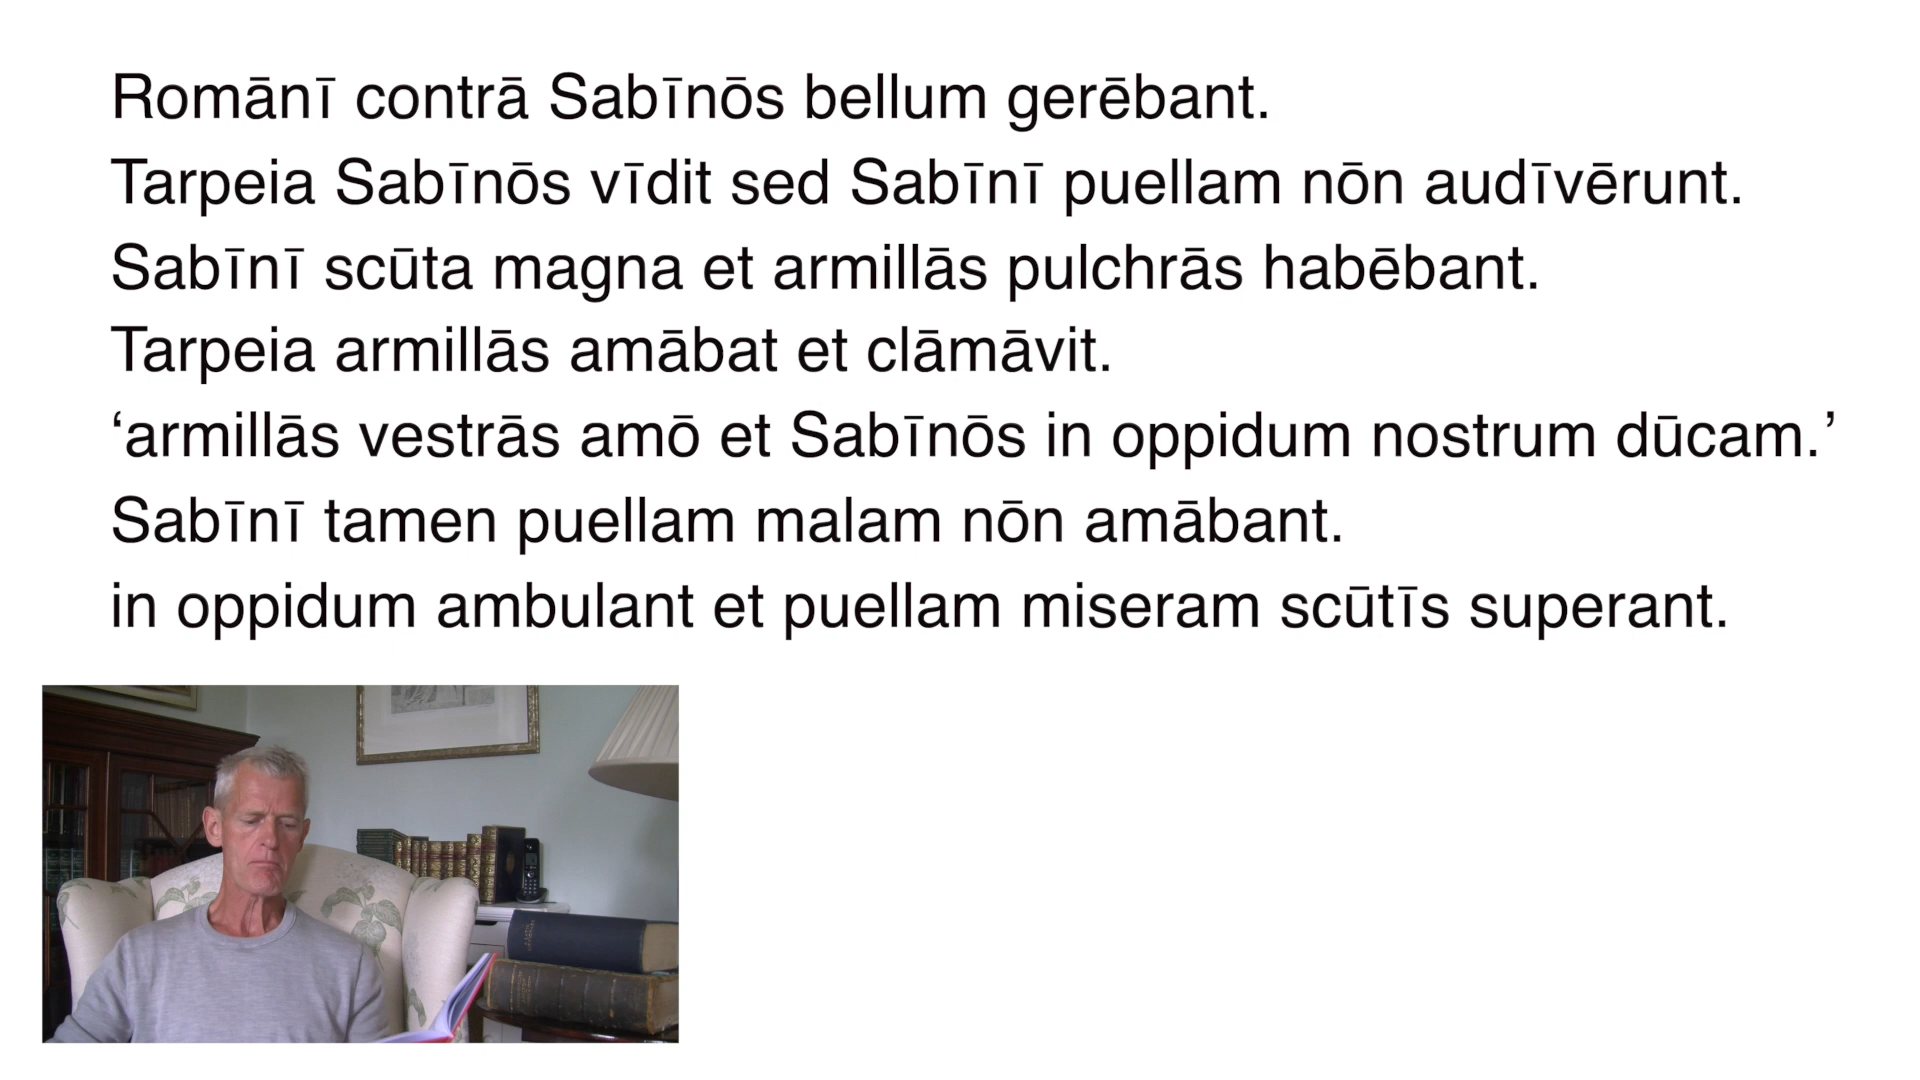 Rōmānī contrā Sabīnōs bellum gerēbant.
Tarpeia Sabīnōs vīdit sed Sabīnī puellam nōn audīvērunt.
Sabīnī scūta magna et armillās pulchrās habēbant.
Tarpeia armillās amābat et clāmāvit.
‘armillās vestrās amō et Sabīnōs in oppidum nostrum dūcam.’
Sabīnī tamen puellam malam nōn amābant.
in oppidum ambulant et puellam miseram scūtīs superant.